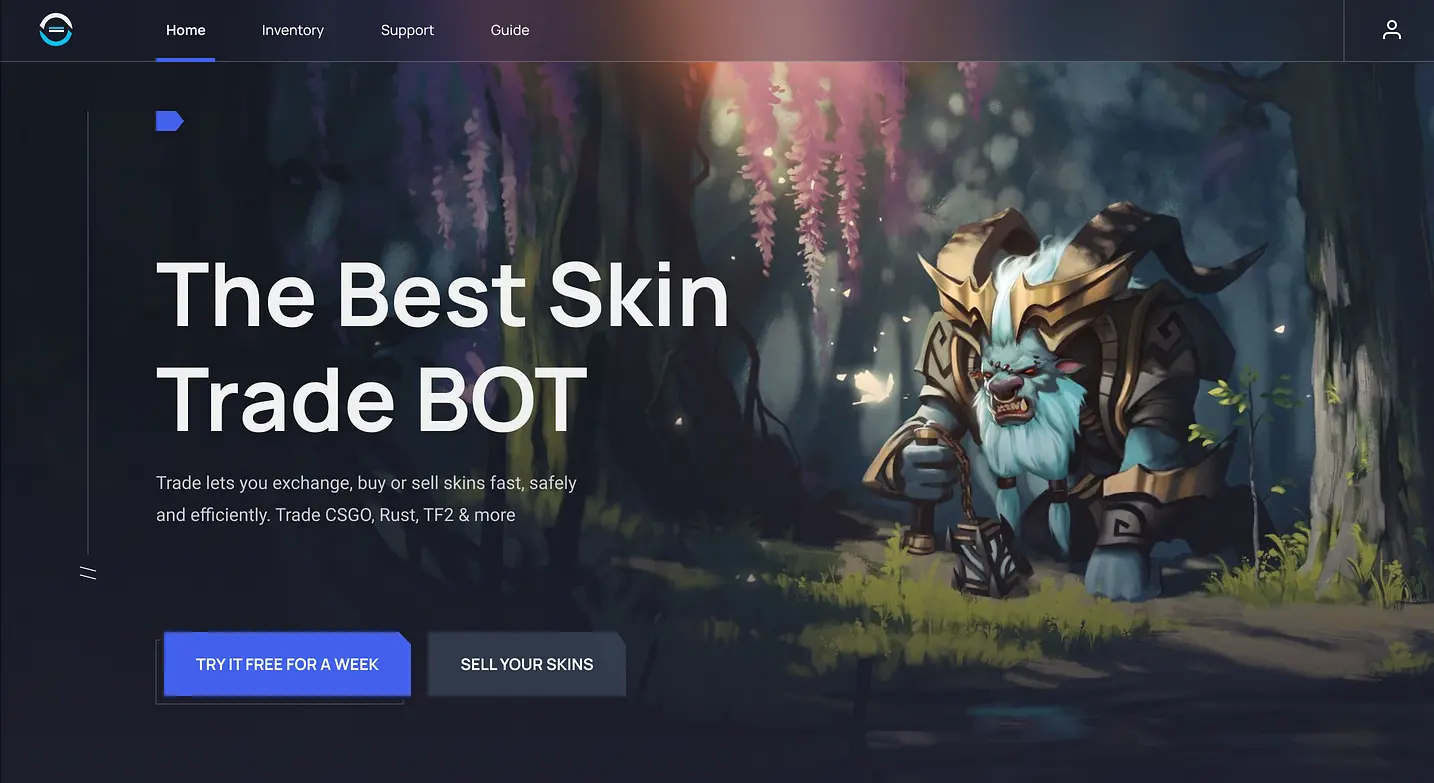 Home
Inventory
Support
Guide
The Best Skin
Trade BOT
Trade lets you exchange, buy or sell skins fast, safely
and efficiently. Trade CSGO, Rust, TF2 & more
TRY IT FREE FOR A WEEK
SELL YOUR SKINS